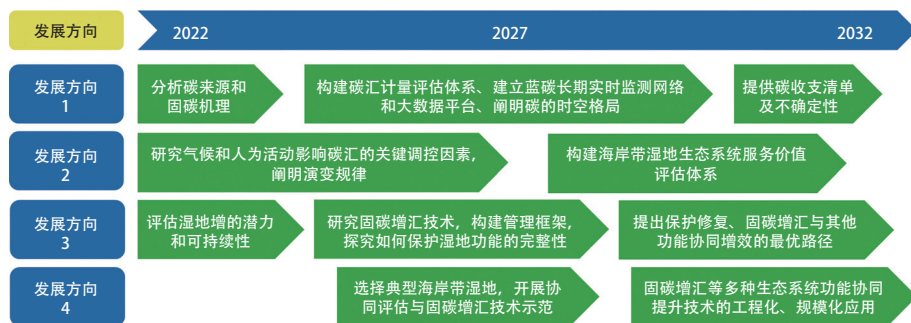 发展方向
2022
2027
2032
发展方向
1
分析碳来源和
固碳机理
构建碳汇计量评估体系、建立蓝碳长期实时监测网络
和大数据平台、阐明碳的时空格局
提供碳收支清单
及不确定性
发展方向
2
研究气候和人为活动影响碳汇的关键调控因素，
阐明演变规律
构建海岸带湿地生态系统服务价值
评估体系
发展方向
3
评估湿地增的潜力
和可持续性
研究固碳增汇技术，构建管理框架，
探究如何保护湿地功能的完整性
提出保护修复、固碳增汇与其他
功能协同增效的最优路径
发展方向
4
选择典型海岸带湿地，开展协
同评估与固碳增汇技术示范
固碳增汇等多种生态系统功能协同
提升技术的工程化、规模化应用